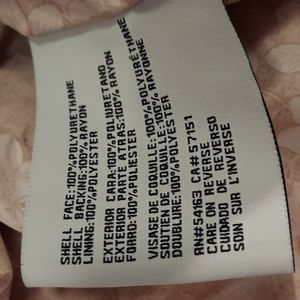 SHELL FACE:100%POLYURETHANE
SHELL BACKING:100%RAYON
LINING:100%POLYESTER
EXTERIOR CARA:100%POLIURETANO
EXTERIOR PARTE ATRAS:100%RAYON
FORRO:100%POLIESTER
VISAGE DE COQUILLE:100%POLYURÉTHANE
SOUTIEN DE COQUILLE:100%RAYONNE
DOUBLURE:100%POLYESTER
RN#54163 CA#57151
CARE ON REVERSE
CUIDADO DE REVERSO
SOIN SUR L'INVERSE